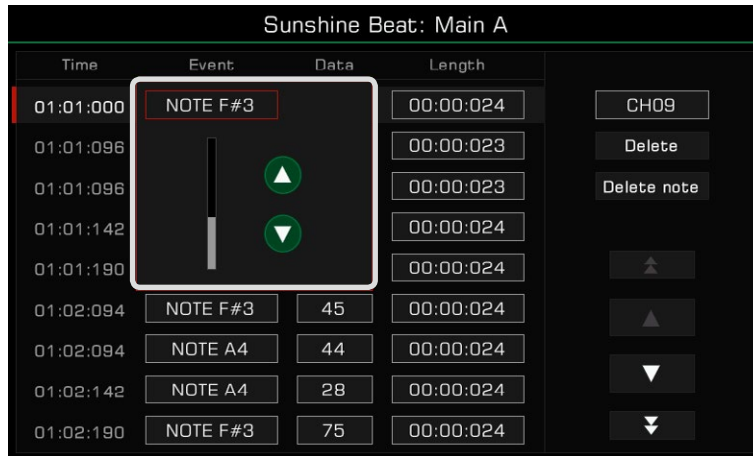 Sunshine Beat: Main A
Time Event Data Length
01:01:000 NOTE F#3 00:00:024 CH09
01:01:096 00:00:023 Delete
01:01:096 00:00:023 Delete note
01:01:142 00:00:024
01:01:190 00:00:024
01:02:094 NOTE F#3 45 00:00:024
01:02:094 NOTE A4 44 00:00:024
01:02:142 NOTE A4 28 00:00:024
01:02:190 NOTE F#3 75 00:00:024